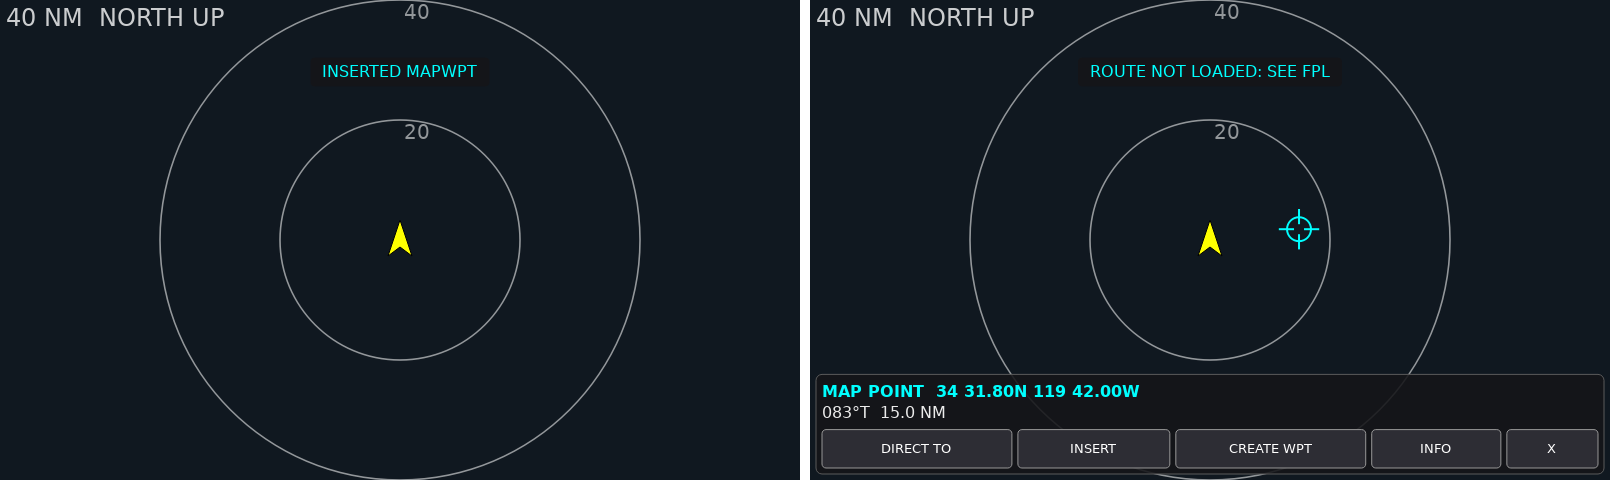 40 NM  NORTH UP
40
INSERTED MAPWPT
20
40 NM  NORTH UP
40
ROUTE NOT LOADED: SEE FPL
20
MAP POINT  34 31.80N 119 42.00W
083°T  15.0 NM
DIRECT TO
INSERT
CREATE WPT
INFO
X